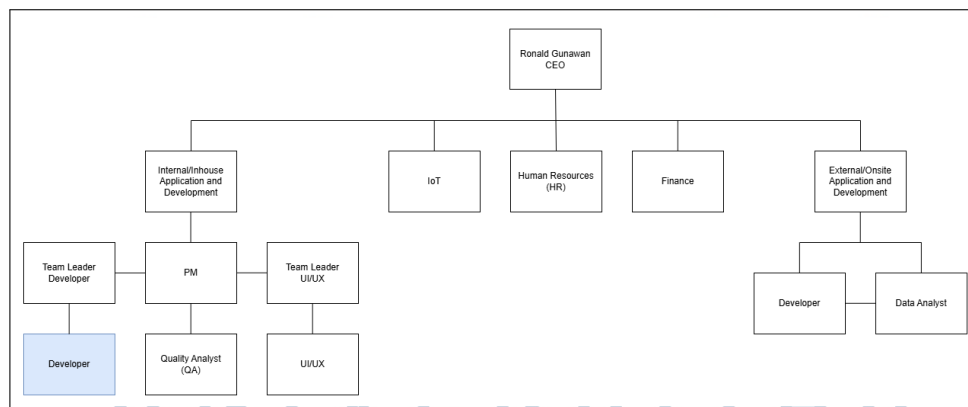 Ronald Gunawan
CEO
Internal/Inhouse
Application and
Development
IoT
Human Resources
(HR)
Finance
External/Onsite
Application and
Development
Team Leader
Developer
PM
Team Leader
UI/UX
Developer
Data Analyst
Developer
Quality Analyst
(QA)
UI/UX